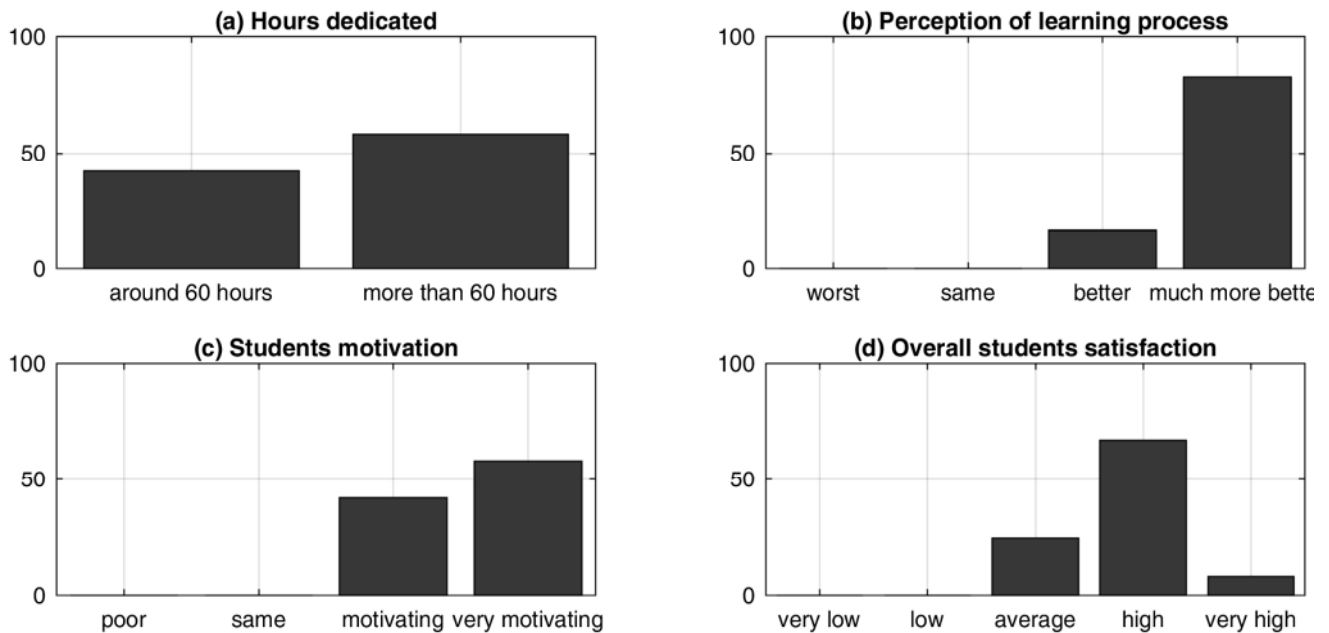 (a) Hours dedicated
100
50
0
around 60 hours
more than 60 hours
(b) Perception of learning process
100
50
0
worst
same
better
much more bette
(c) Students motivation
100
50
0
poor
same
motivating
very motivating
(d) Overall students satisfaction
100
50
0
very low
low
average
high
very high